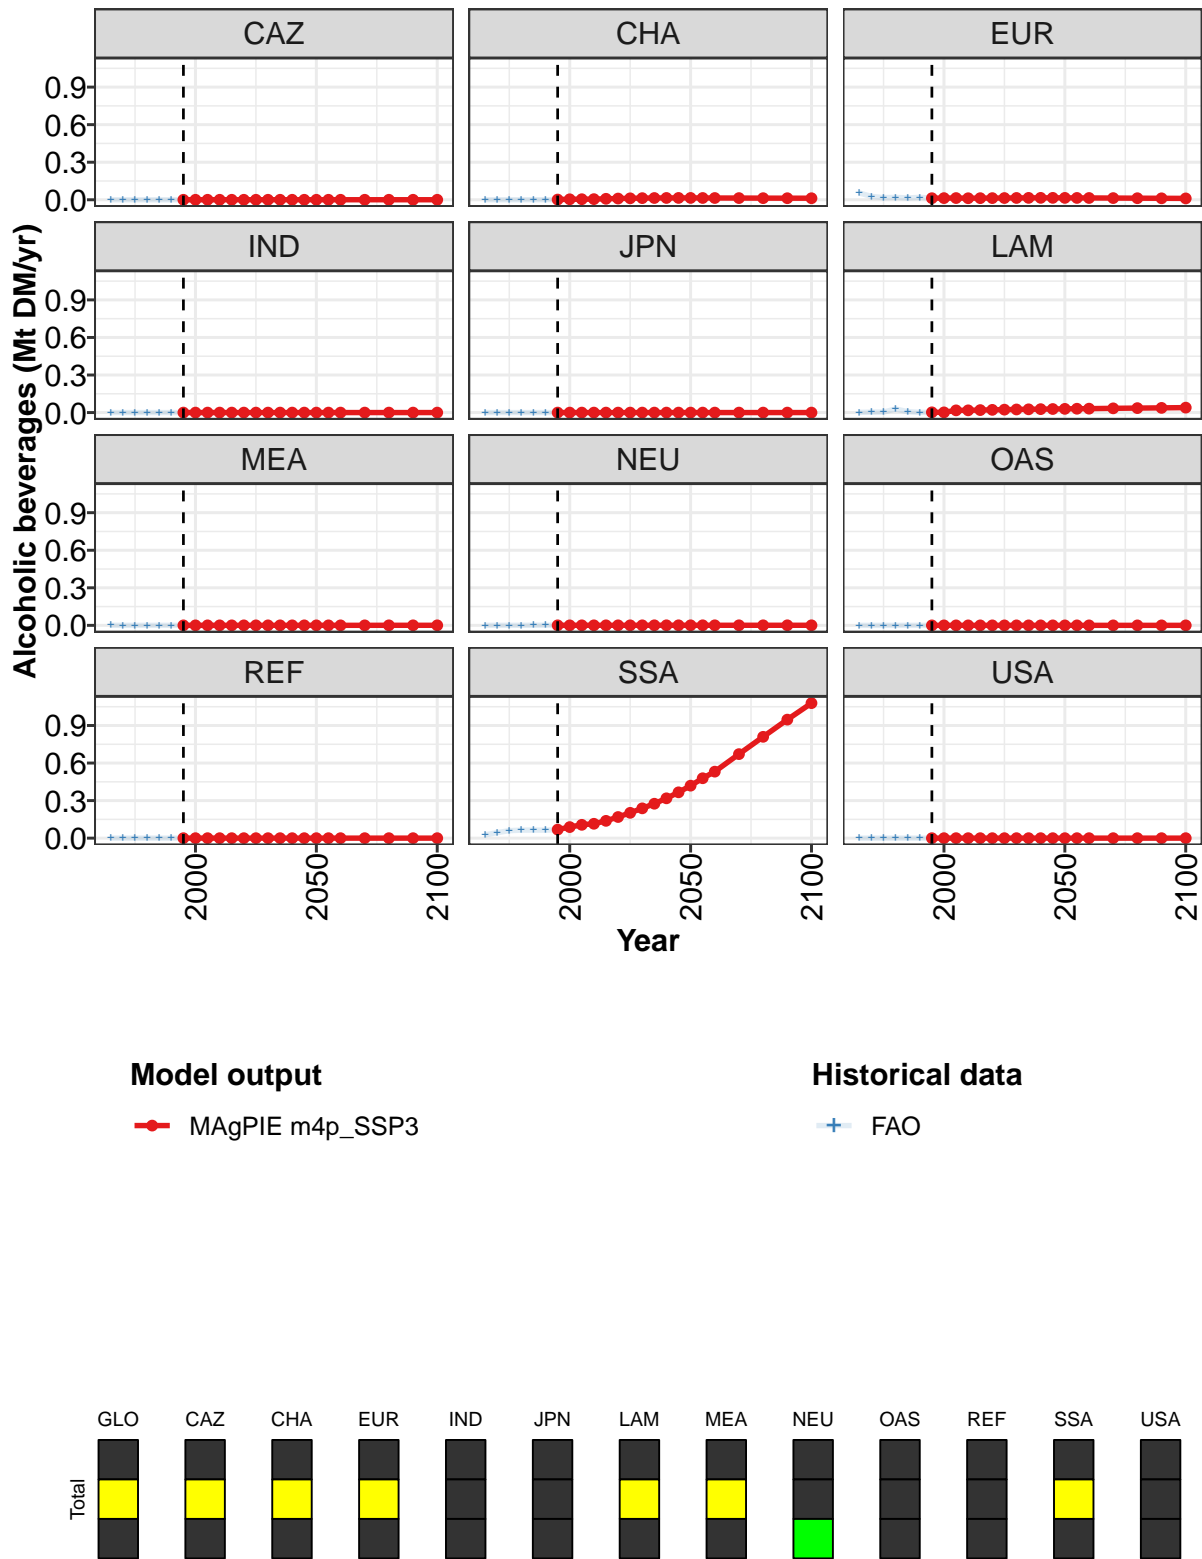 CAZ CHA EUR
0.9
0.6
0.3
0.0
IND JPN LAM
0.9
0.6
0.3
0.0
MEA NEU OAS
0.9
0.6
0.3
0.0
REF SSA USA
0.9
0.6
0.3
0.0
Alcoholic beverages (Mt DM/yr)
2000 2050 2100 2000 2050 2100 2000 2050 2100
Year
Model output Historical data
MAgPIE m4p_SSP3 FAO
GLO CAZ CHA EUR IND JPN LAM MEA NEU OAS REF SSA USA
Total